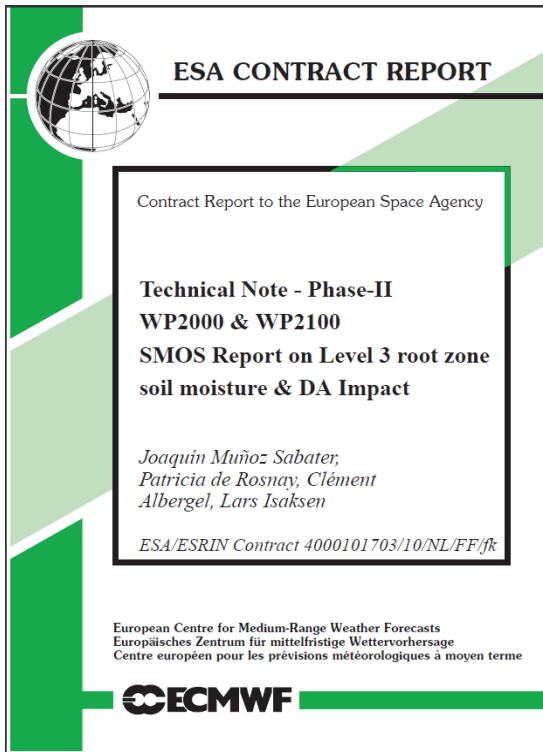 ESA CONTRACT REPORT
Contract Report to the European Space Agency
Technical Note - Phase-II
WP2000 & WP2100
SMOS Report on Level 3 root zone
soil moisture & DA Impact
Joaquín Muñoz Sabater,
Patricia de Rosnay, Clément
Albergel, Lars Isaksen
ESA/ESRIN Contract 4000101703/10/NL/FF/fk
European Centre for Medium-Range Weather Forecasts
Europäisches Zentrum für mittelfristige Wettervorhersage
Centre européen pour les prévisions météorologiques à moyen terme
ECMWF